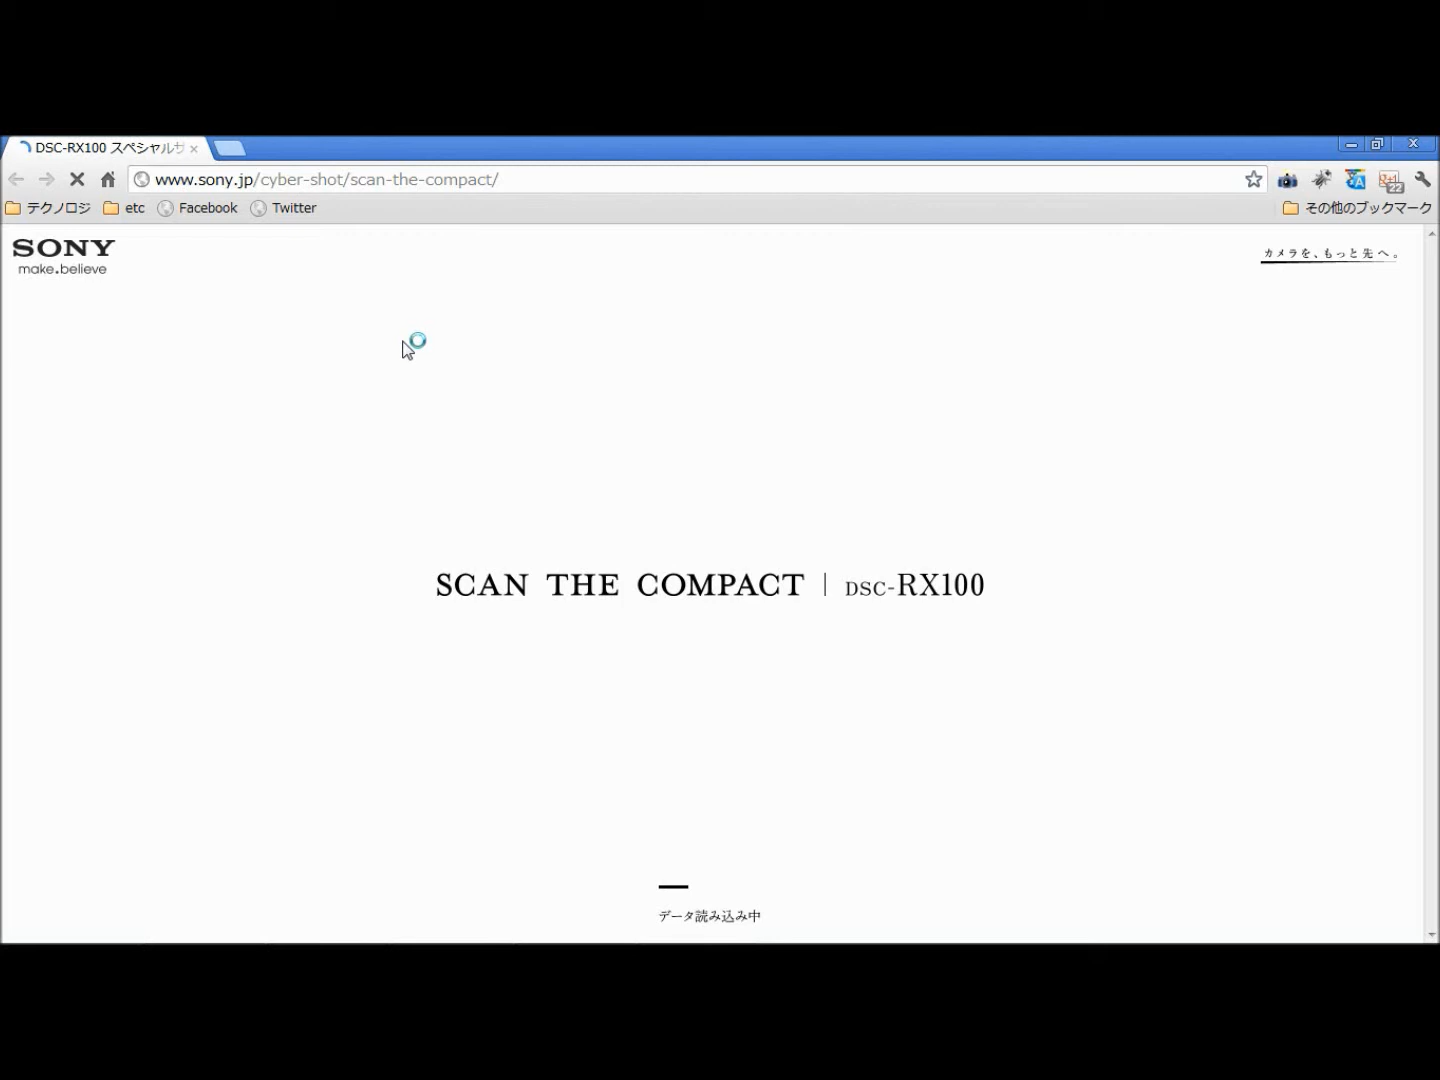 DSC-RX100 スペシャルサ
www.sony.jp/cyber-shot/scan-the-compact/
テクノロジ etc Facebook Twitter その他のブックマーク
22
SONY
make.believe
カメラを、もっと先へ。
SCAN THE COMPACT | DSC-RX100
データ読み込み中